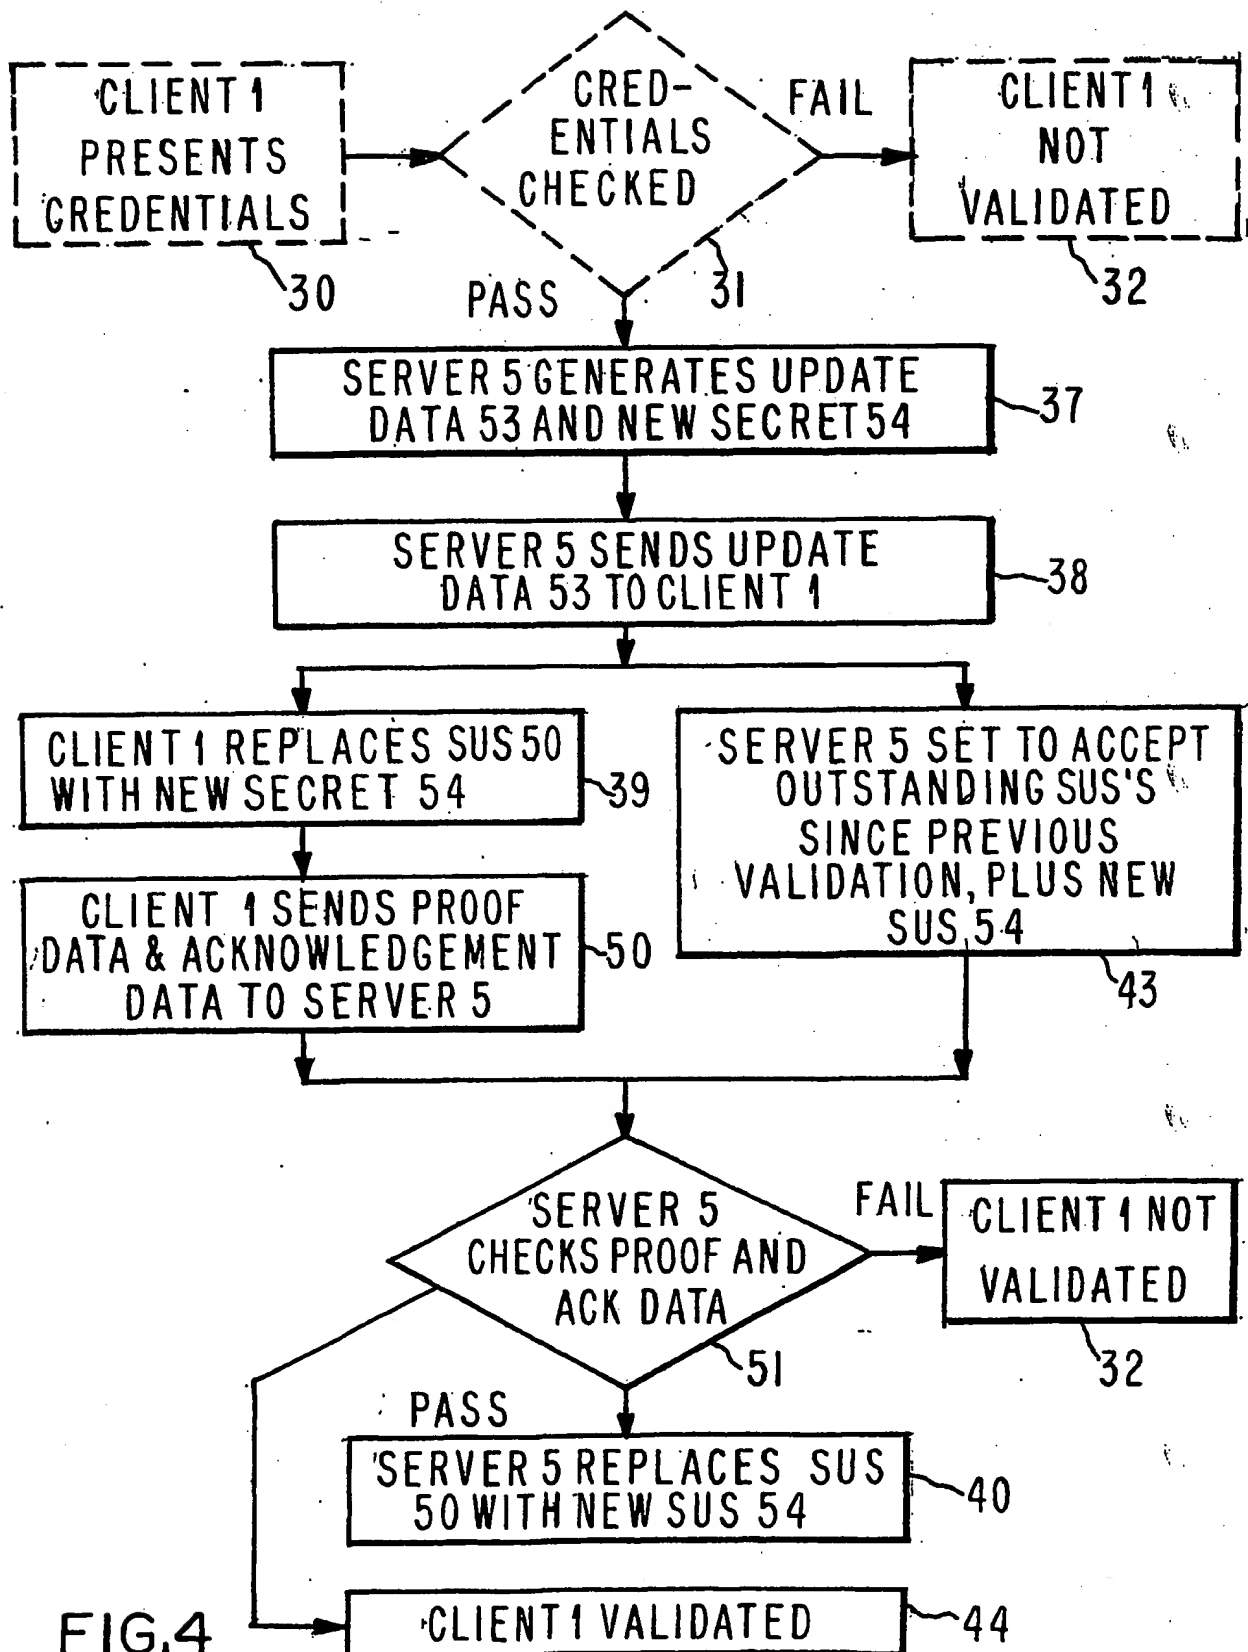 CLIENT 1
PRESENTS
CREDENTIALS
30
CRED-
ENTIALS
CHECKED
31
FAIL
CLIENT 1
NOT
VALIDATED
32
PASS
SERVER 5 GENERATES UPDATE
DATA 53 AND NEW SECRET 54
37
SERVER 5 SENDS UPDATE
DATA 53 TO CLIENT 1
38
CLIENT 1 REPLACES SUS 50
WITH NEW SECRET 54
39
SERVER 5 SET TO ACCEPT
OUTSTANDING SUS'S
SINCE PREVIOUS
VALIDATION, PLUS NEW
SUS 54
43
CLIENT 1 SENDS PROOF
DATA & ACKNOWLEDGEMENT
DATA TO SERVER 5
50
SERVER 5
CHECKS PROOF AND
ACK DATA
51
FAIL
CLIENT 1 NOT
VALIDATED
32
PASS
SERVER 5 REPLACES SUS
50 WITH NEW SUS 54
40
CLIENT 1 VALIDATED
44
FIG.4